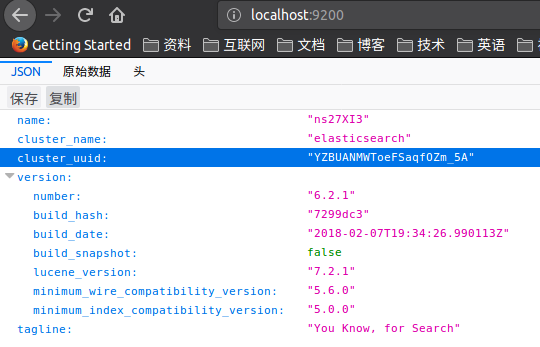 localhost:9200
Getting Started 资料 互联网 文档 博客 技术 英语
JSON 原始数据 头
保存 复制
name: "ns27XI3"
cluster_name: "elasticsearch"
cluster_uuid: "YZBUANMWToeFSaqfOZm_5A"
version:
number: "6.2.1"
build_hash: "7299dc3"
build_date: "2018-02-07T19:34:26.990113Z"
build_snapshot: false
lucene_version: "7.2.1"
minimum_wire_compatibility_version: "5.6.0"
minimum_index_compatibility_version: "5.0.0"
tagline: "You Know, for Search"